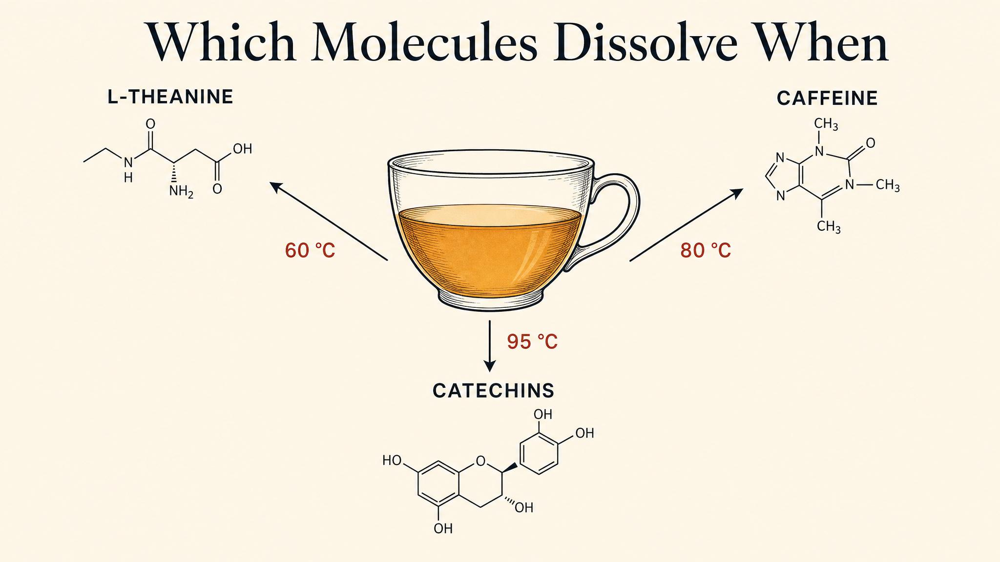 Which Molecules Dissolve When
L-THEANINE
O
OH
N
H
NH₂
O
60 °C
CAFFEINE
CH₃
O
N
N
N
CH₃
N
CH₃
80 °C
95 °C
CATECHINS
OH
OH
HO
O
OH
OH